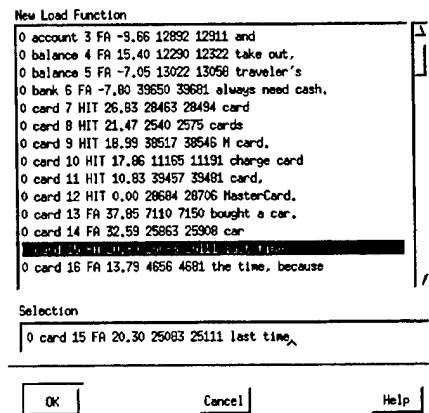 New Load Function
0 account 3 FA -9.66 12892 12911 and
0 balance 4 FA 15.40 12290 12322 take out,
0 balance 5 FA -7.05 13022 13058 traveler's
0 bank 6 FA -7.80 39650 39681 always need cash.
0 card 7 HIT 26.83 28463 28494 card
0 card 8 HIT 21.47 2540 2575 cards
0 card 9 HIT 18.99 38517 38546 M card.
0 card 10 HIT 17.86 11165 11191 charge card
0 card 11 HIT 10.83 39457 39481 card,
0 card 12 HIT 0.00 28684 28706 MasterCard.
0 card 13 FA 37.85 7110 7150 bought a car.
0 card 14 FA 32.59 25863 25908 car
0 card 16 FA 13.79 4656 4681 the time, because
Selection
0 card 15 FA 20.30 25083 25111 last time
OK Cancel Help